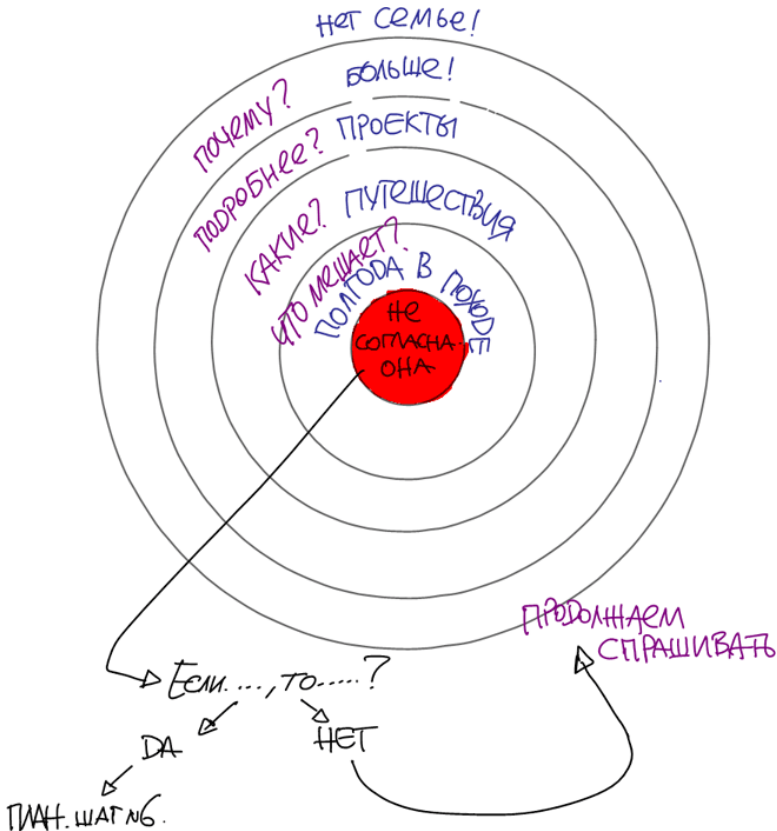 НЕТ СЕМЬЕ!
БОЛЬШЕ!
ПОЧЕМУ?
ПРОЕКТЫ
ПОДРОБНЕЕ?
ПУТЕШЕСТВИЯ
КАКИЕ?
ЧТО МЕШАЕТ?
ПОЛГОДА В ПОХОДЕ
НЕ
СОГЛАСНА
ОНА
ПРОДОЛЖАЕМ
СПРАШИВАТЬ
ЕСЛИ...., ТО.....?
ДА
НЕТ
ПЛАН. ШАГ №6.